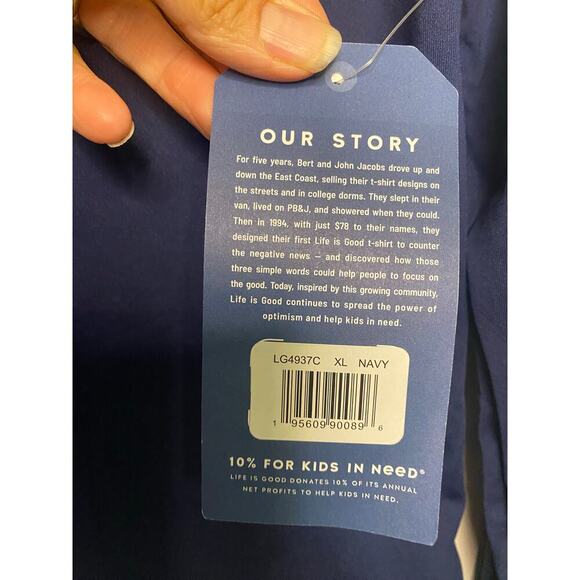 OUR STORY
For five years, Bert and John Jacobs drove up and
down the East Coast, selling their t-shirt designs on
the streets and in college dorms. They slept in their
van, lived on PB&J, and showered when they could.
Then in 1994, with just $78 to their names, they
designed their first Life is Good t-shirt to counter
the negative news — and discovered how those
three simple words could help people to focus on
the good. Today, inspired by this growing community,
Life is Good continues to spread the power of
optimism and help kids in need.
LG4937C XL NAVY
1 95609 90089 6
10% FOR KIDS IN NeeD®
LIFE IS GOOD DONATES 10% OF ITS ANNUAL
NET PROFITS TO HELP KIDS IN NEED.